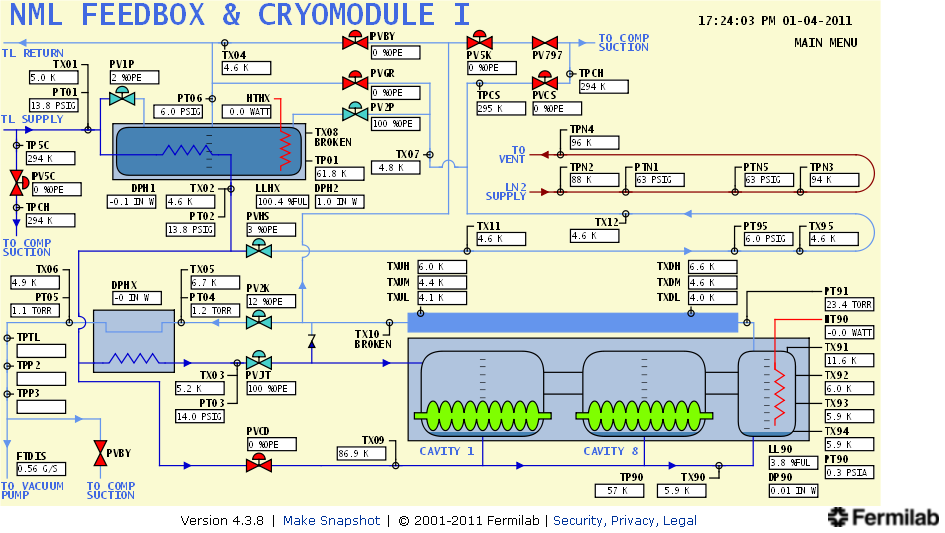 NML FEEDBOX & CRYOMODULE I
17:24:03 PM 01-04-2011
MAIN MENU
PVBY
0 %OPE
PV5K
0 %OPE
PV797
TO COMP
SUCTION
TL RETURN
TX04
4.6 K
TX01
5.0 K
PV1P
2 %OPE
PVGR
0 %OPE
TPCH
294 K
PT01
13.8 PSIG
PT06
6.0 PSIG
HTHX
0.0 WATT
PV2P
100 %OPE
TPCS
295 K
PVCS
0 %OPE
TL SUPPLY
TX08
BROKEN
TPN4
96 K
TP5C
294 K
TO
VENT
TX07
4.8 K
TPO1
61.8 K
TPN2
88 K
PTN1
63 PSIG
PTN5
63 PSIG
TPN3
94 K
PV5C
0 %OPE
LN2
SUPPLY
DPH1
-0.1 IN W
TX02
4.6 K
LLHX
100.4 %FUL
DPH2
1.0 IN W
TPCH
294 K
PT02
13.8 PSIG
PVHS
3 %OPE
TX11
4.6 K
TX12
4.6 K
PT95
6.0 PSIG
TX95
4.6 K
TO COMP
SUCTION
TX06
4.9 K
TX05
6.7 K
TXUH
6.0 K
TXUM
4.4 K
TXUL
4.1 K
TXDH
6.6 K
TXDM
4.6 K
TXDL
4.0 K
DPHX
-0 IN W
PT05
1.1 TORR
PT04
1.2 TORR
PV2K
12 %OPE
PT91
23.4 TORR
TX10
BROKEN
HT90
-0.0 WATT
TPTL
TPP2
TPP3
TX91
11.6 K
TX03
5.2 K
PVJT
100 %OPE
TX92
6.0 K
PT03
14.0 PSIG
TX93
5.9 K
TX94
5.9 K
PVCD
0 %OPE
TX09
86.9 K
CAVITY 1
CAVITY 8
PVBY
LL90
3.8 %FUL
PT90
0.3 PSIA
FTDIS
0.56 G/S
TP90
57 K
TX90
5.9 K
DP90
0.01 IN W
TO VACUUM
PUMP
TO COMP
SUCTION
Version 4.3.8 | Make Snapshot | © 2001-2011 Fermilab | Security, Privacy, Legal
Fermilab